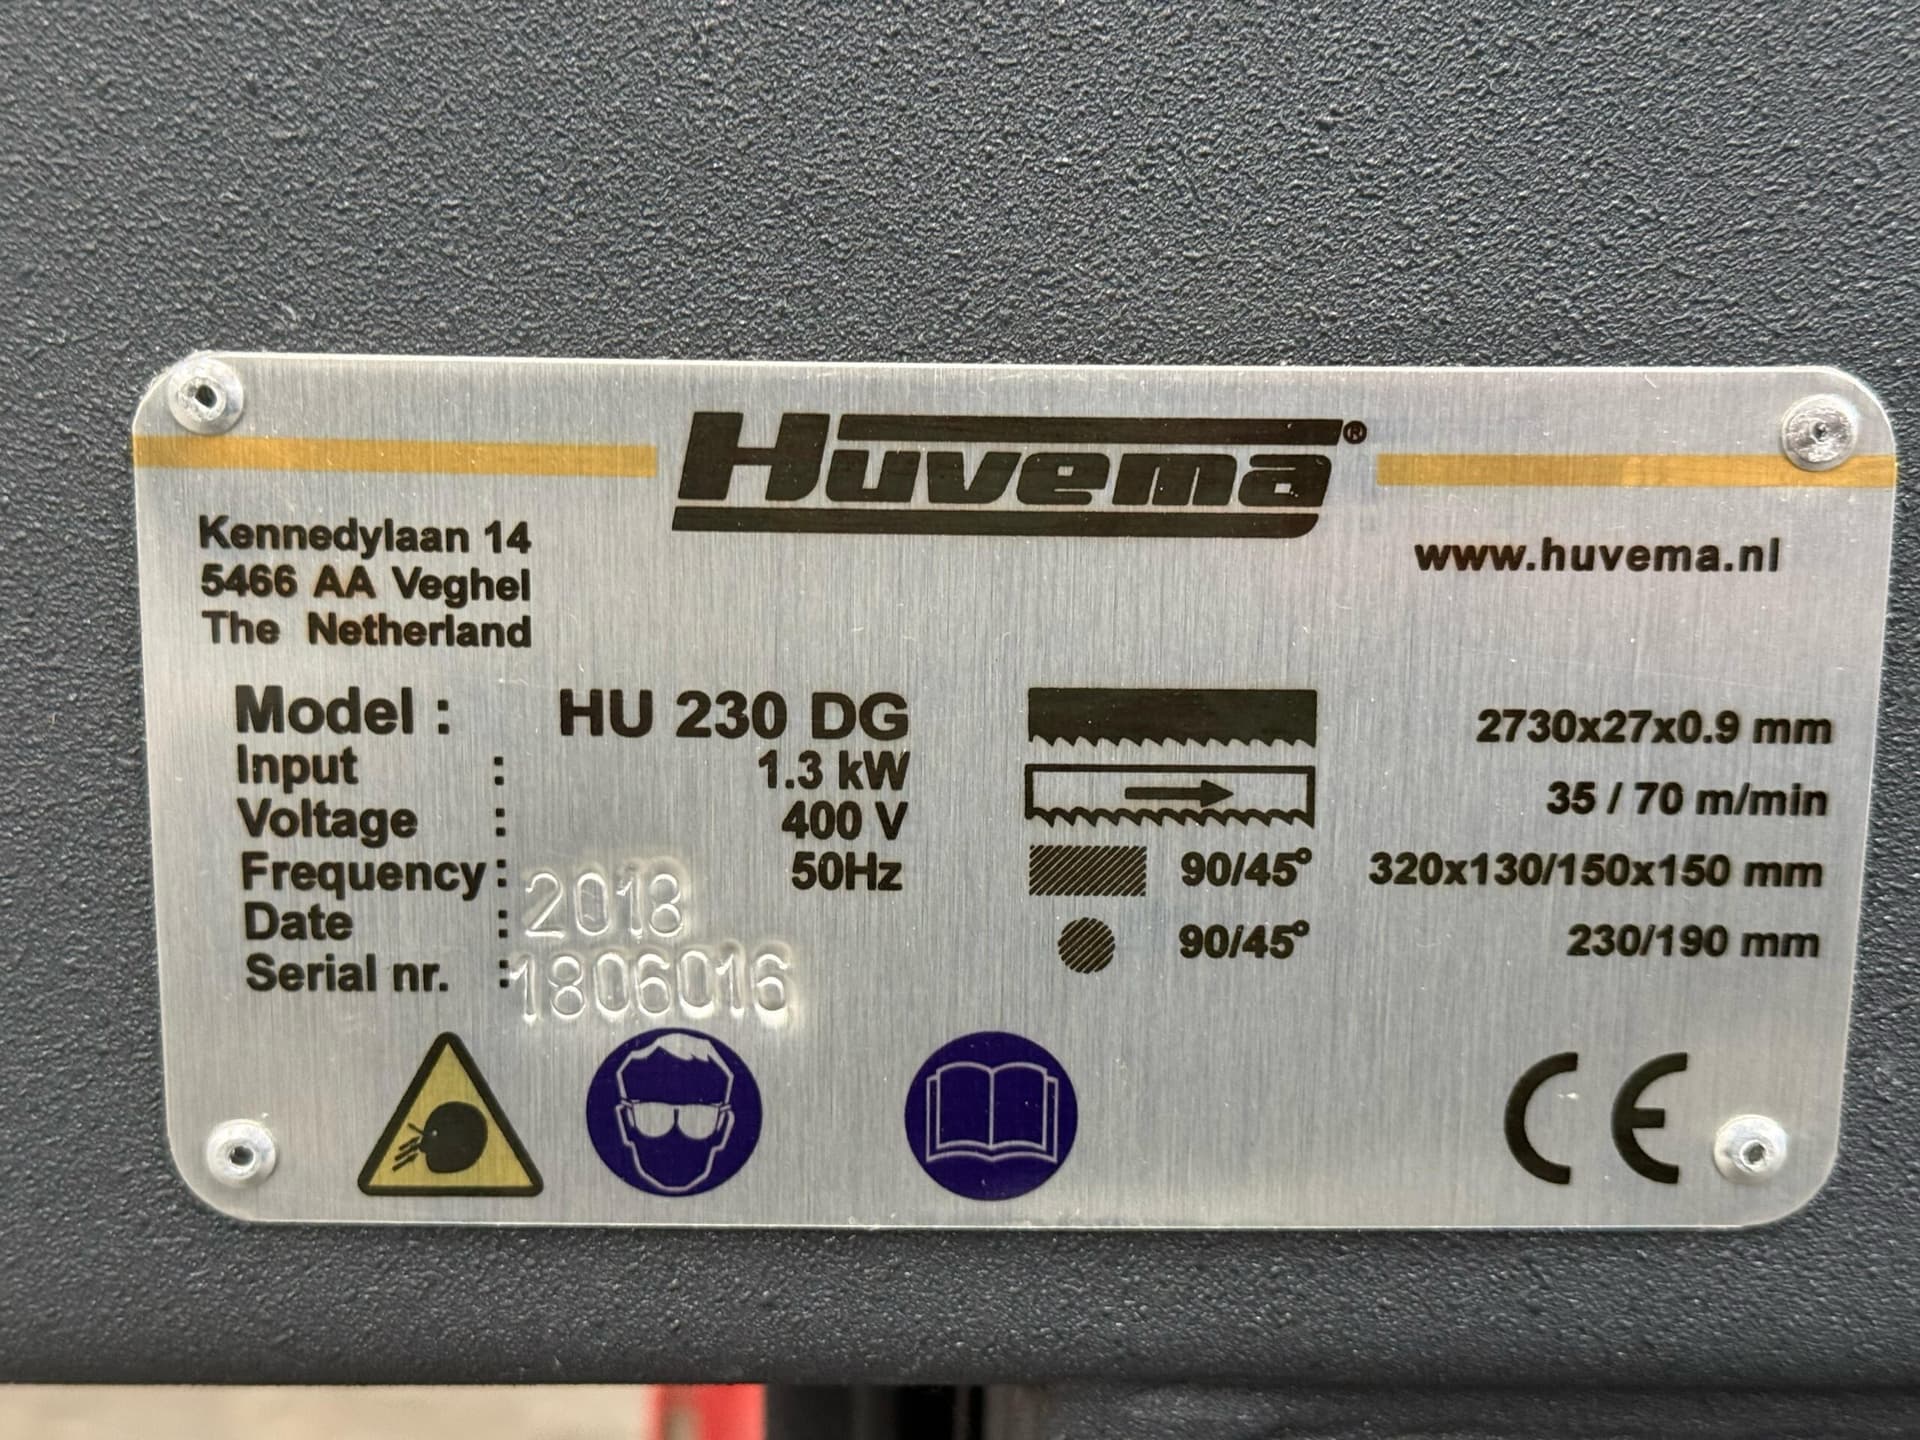 Huvema®
Kennedylaan 14
5466 AA Veghel
The Netherland
www.huvema.nl
Model : HU 230 DG
Input : 1.3 kW
Voltage : 400 V
Frequency : 50Hz
Date : 2018
Serial nr. : 1806016
2730x27x0.9 mm
35 / 70 m/min
90/45° 320x130/150x150 mm
90/45° 230/190 mm
CE